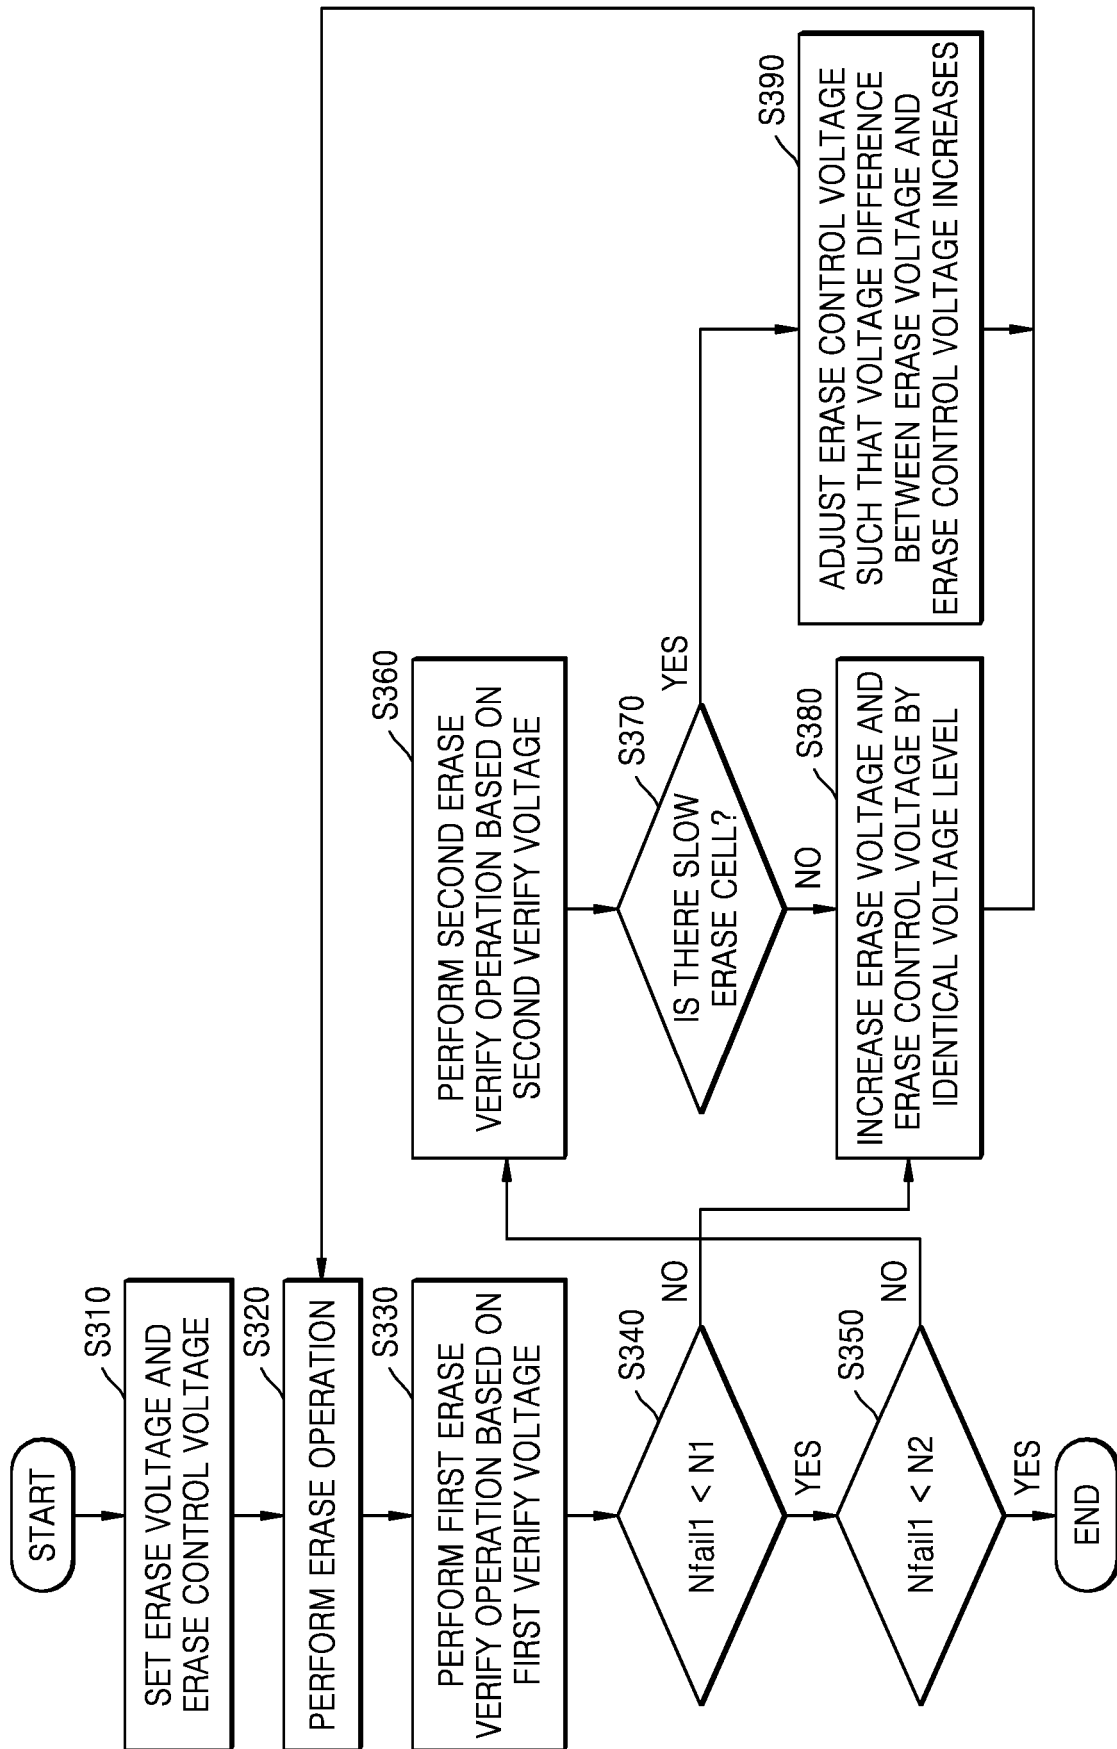 START
S310
SET ERASE VOLTAGE AND
ERASE CONTROL VOLTAGE
S320
PERFORM ERASE OPERATION
S330
PERFORM FIRST ERASE
VERIFY OPERATION BASED ON
FIRST VERIFY VOLTAGE
S340
Nfail1 < N1
NO
YES
S350
Nfail1 < N2
NO
YES
END
S360
PERFORM SECOND ERASE
VERIFY OPERATION BASED ON
SECOND VERIFY VOLTAGE
S370
IS THERE SLOW
ERASE CELL?
YES
NO
S380
INCREASE ERASE VOLTAGE AND
ERASE CONTROL VOLTAGE BY
IDENTICAL VOLTAGE LEVEL
S390
ADJUST ERASE CONTROL VOLTAGE
SUCH THAT VOLTAGE DIFFERENCE
BETWEEN ERASE VOLTAGE AND
ERASE CONTROL VOLTAGE INCREASES